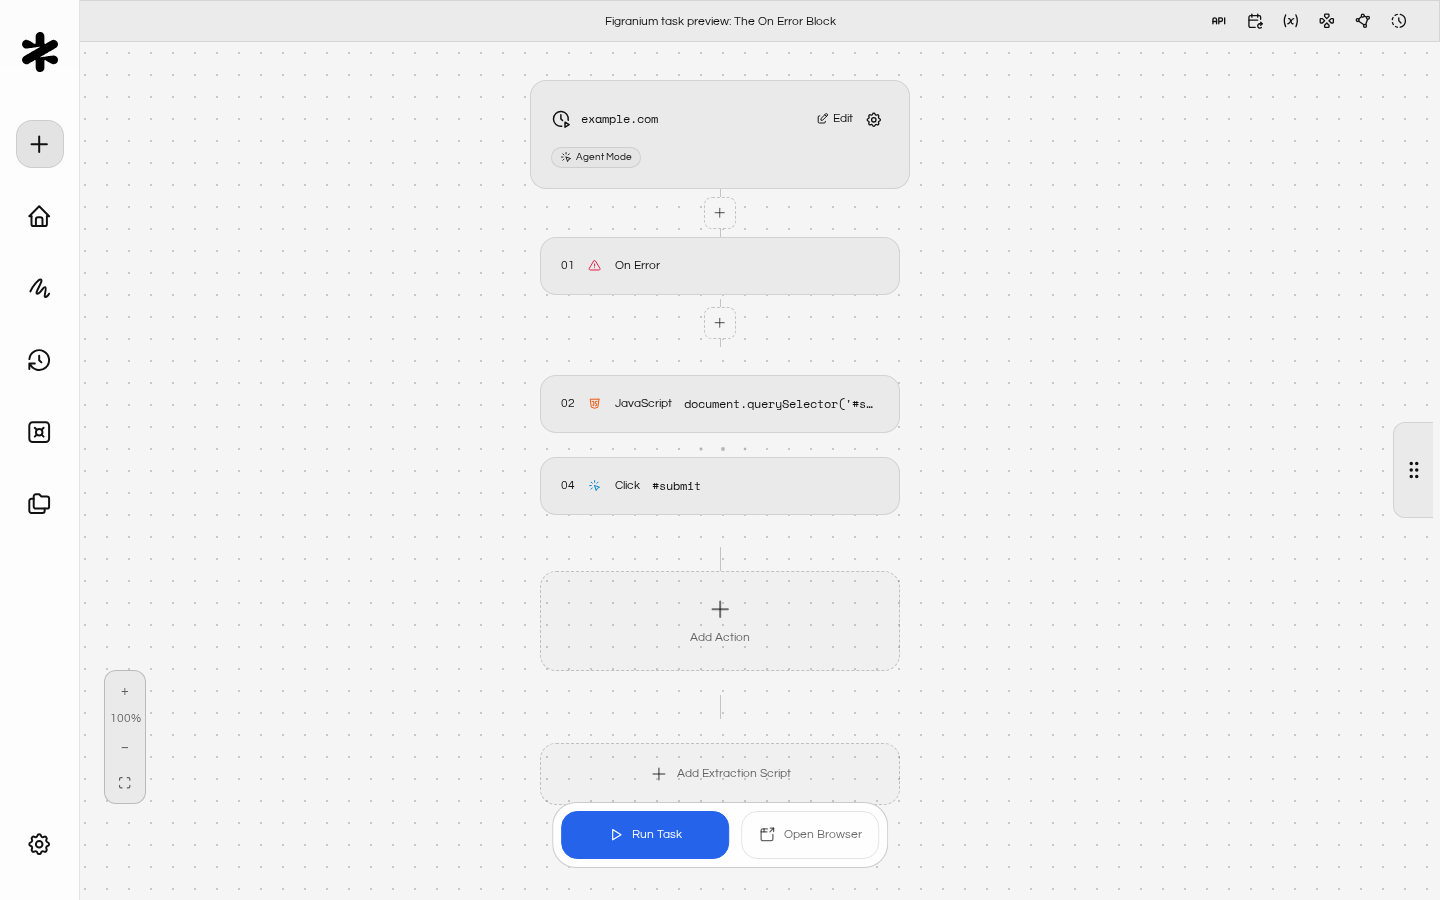 Figranium task preview: The On Error Block
API
example.com
Edit
Agent Mode
01 On Error
02 JavaScript document.querySelector('#s…
04 Click #submit
Add Action
+
100%
−
Add Extraction Script
Run Task
Open Browser